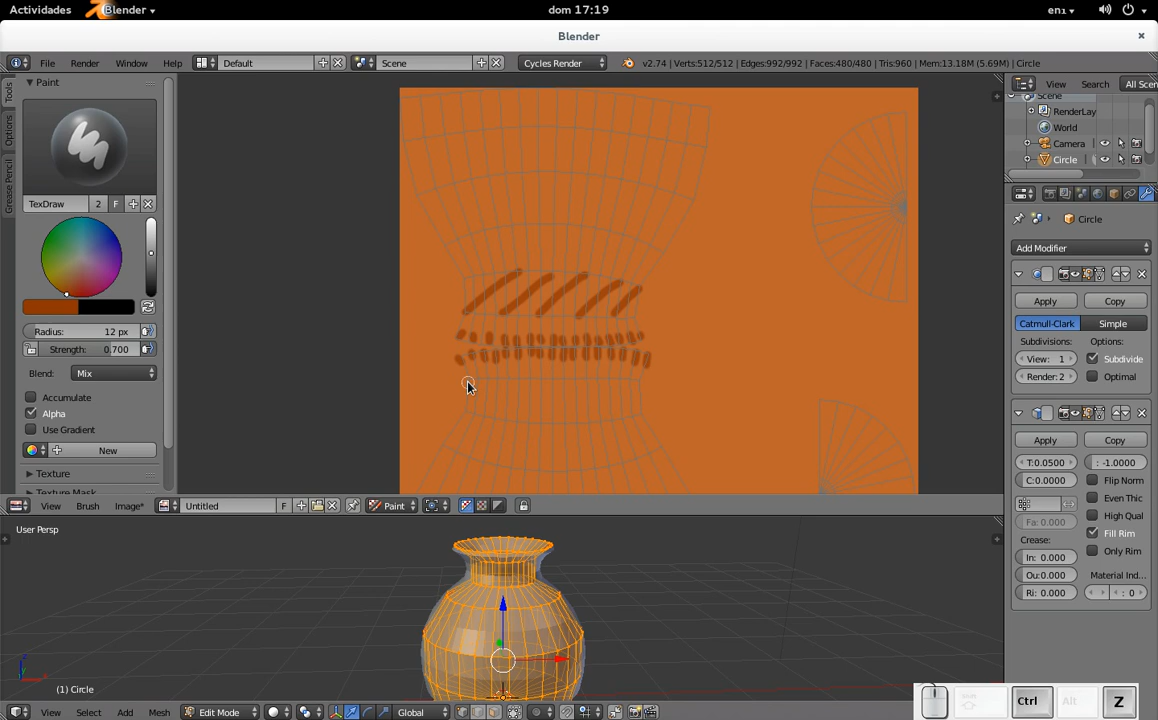 Actividades Blender dom 17:19 en1
Blender
File Render Window Help Default Scene Cycles Render v2.74 | Verts:512/512 | Edges:992/992 | Faces:480/480 | Tris:960 | Mem:13.18M (5.69M) | Circle
Paint
Tools
Options
Grease Pencil
TexDraw 2 F
Radius: 12 px
Strength: 0.700
Blend: Mix
Accumulate
Alpha
Use Gradient
New
Texture
Texture Mask
View Search All Scen
Scene
RenderLay
World
Camera
Circle
Circle
Add Modifier
Apply Copy
Catmull-Clark Simple
Subdivisions: Options:
View: 1 Subdivide
Render: 2 Optimal
Apply Copy
T:0.0500 : -1.0000
C:0.0000 Flip Norm
Even Thic
High Qual
Fa: 0.000
Fill Rim
Crease: Only Rim
In: 0.000
Ou:0.000 Material Ind...
Ri: 0.000 : 0
View Brush Image* Untitled F Paint
User Persp
(1) Circle
View Select Add Mesh Edit Mode Global
Shift Ctrl Alt Z